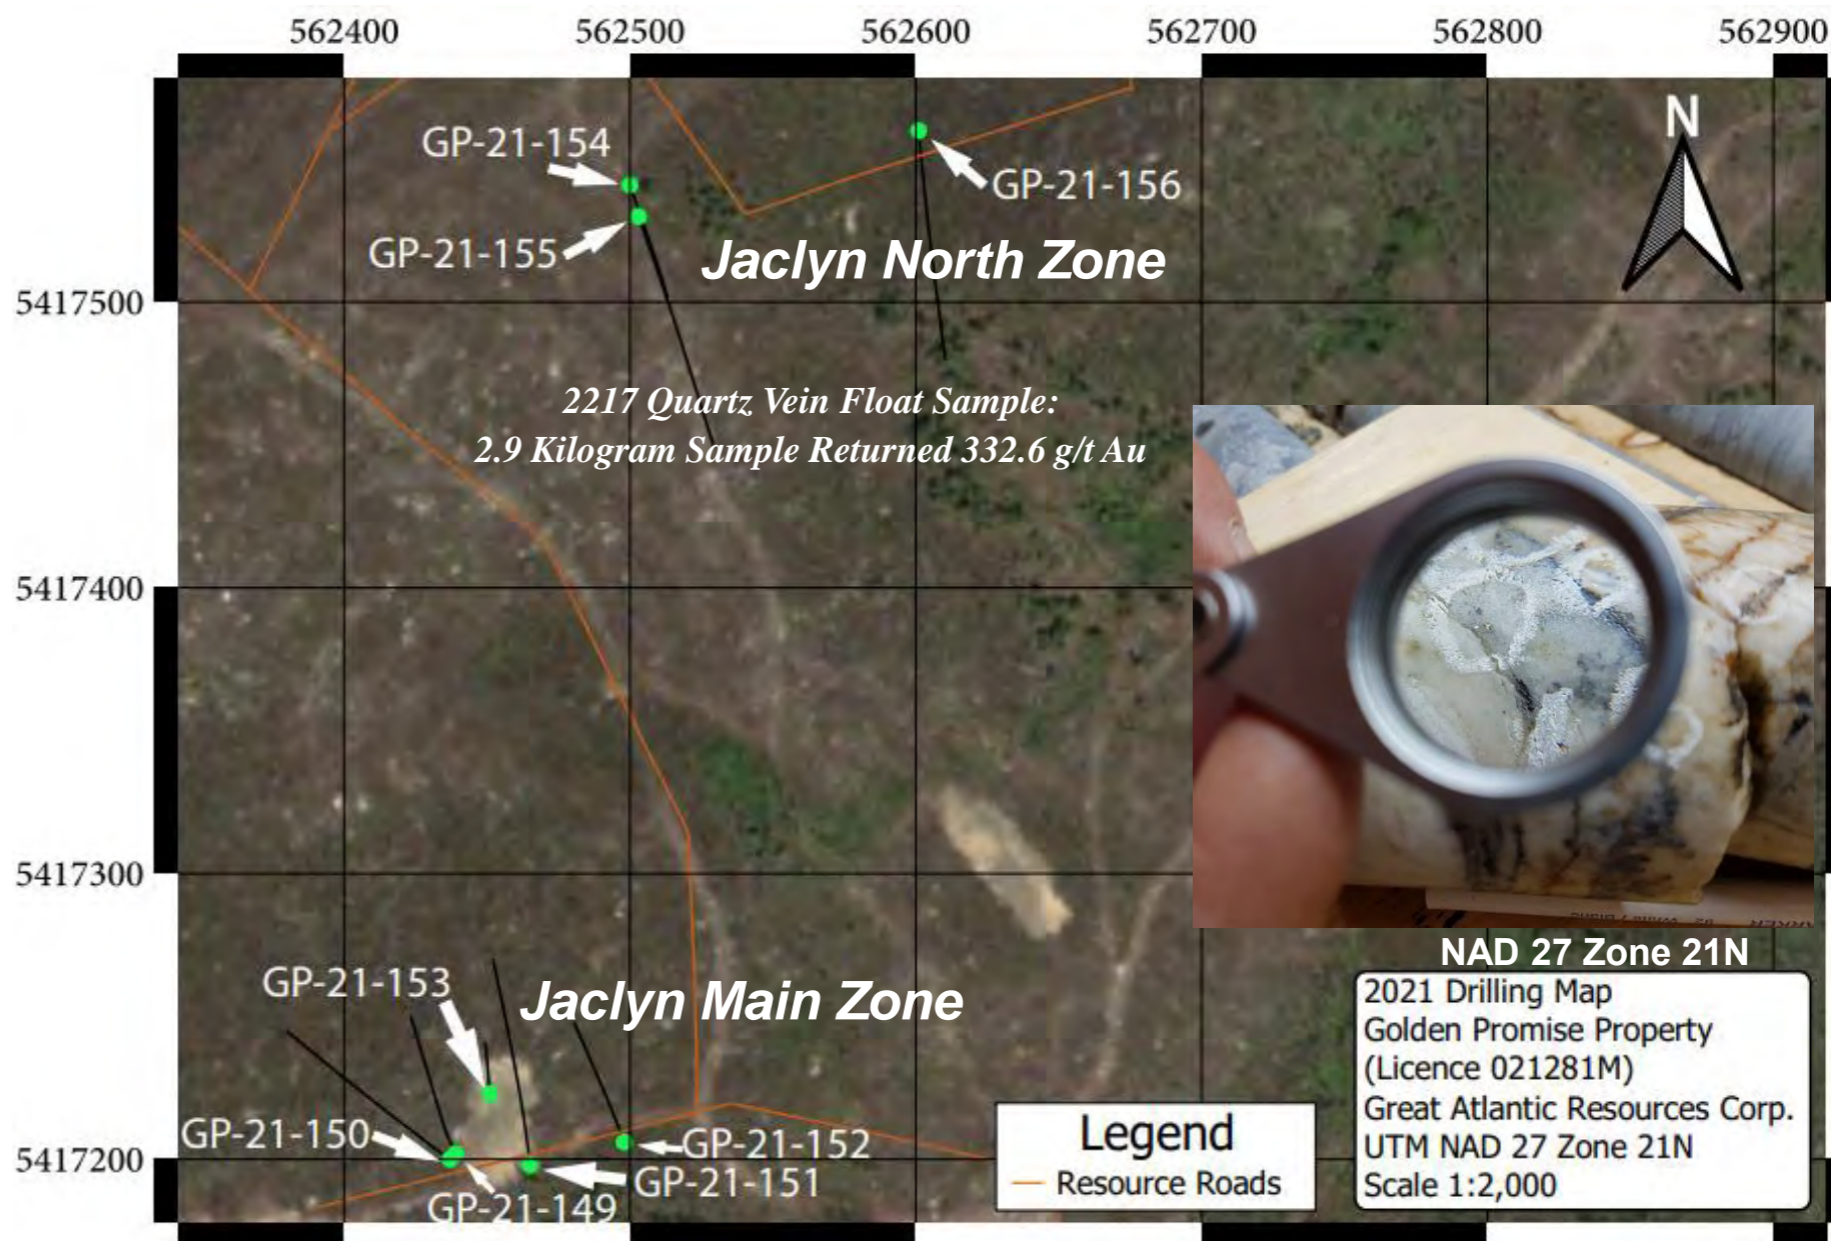 562400 562500 562600 562700 562800 562900
N
GP-21-154
GP-21-156
GP-21-155
Jaclyn North Zone
5417500
2217 Quartz Vein Float Sample:
2.9 Kilogram Sample Returned 332.6 g/t Au
5417400
5417300
NAD 27 Zone 21N
GP-21-153
Jaclyn Main Zone
2021 Drilling Map
Golden Promise Property
(Licence 021281M)
Great Atlantic Resources Corp.
UTM NAD 27 Zone 21N
Scale 1:2,000
GP-21-150
5417200
GP-21-152
GP-21-151
GP-21-149
Legend
Resource Roads